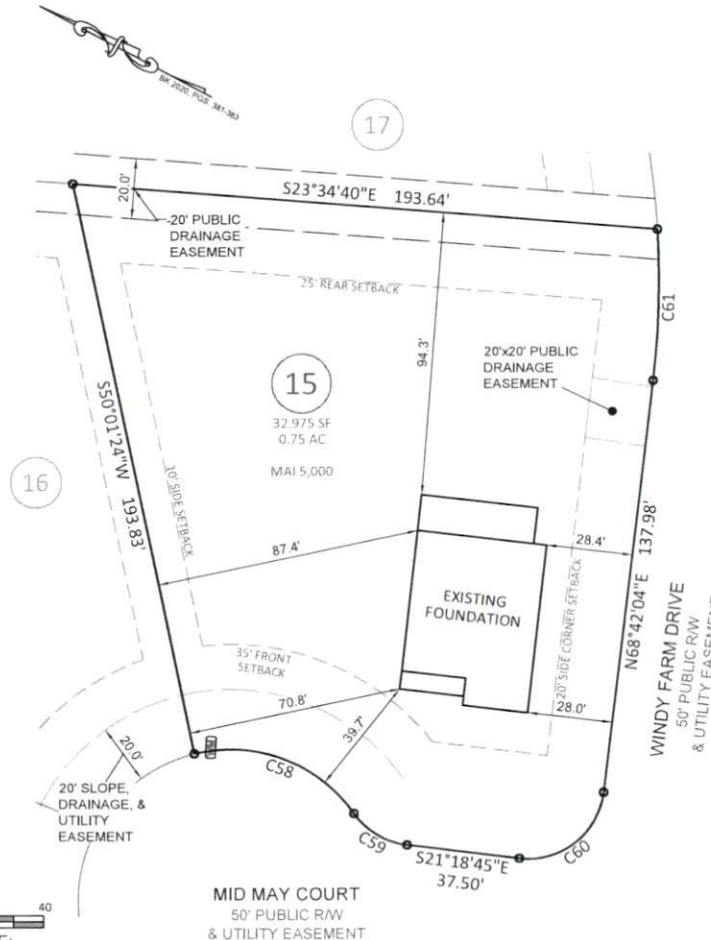 BK 2020, PGS. 381-383
17
S23°34'40"E 193.64'
20.0'
20' PUBLIC
DRAINAGE
EASEMENT
25' REAR SETBACK
C61
94.3'
20'x20' PUBLIC
DRAINAGE
EASEMENT
15
32,975 SF
0.75 AC
MAI 5,000
S50°01'24"W 193.83'
16
10' SIDE SETBACK
87.4'
28.4'
EXISTING
FOUNDATION
N68°42'04"E 137.98'
WINDY FARM DRIVE
50' PUBLIC R/W
& UTILITY EASEMENT
20' SIDE CORNER SETBACK
35' FRONT
SETBACK
70.8'
28.0'
39.7'
20.0'
WM
C58
20' SLOPE,
DRAINAGE, &
UTILITY
EASEMENT
C59
S21°18'45"E
37.50'
C60
40
MID MAY COURT
50' PUBLIC R/W
& UTILITY EASEMENT